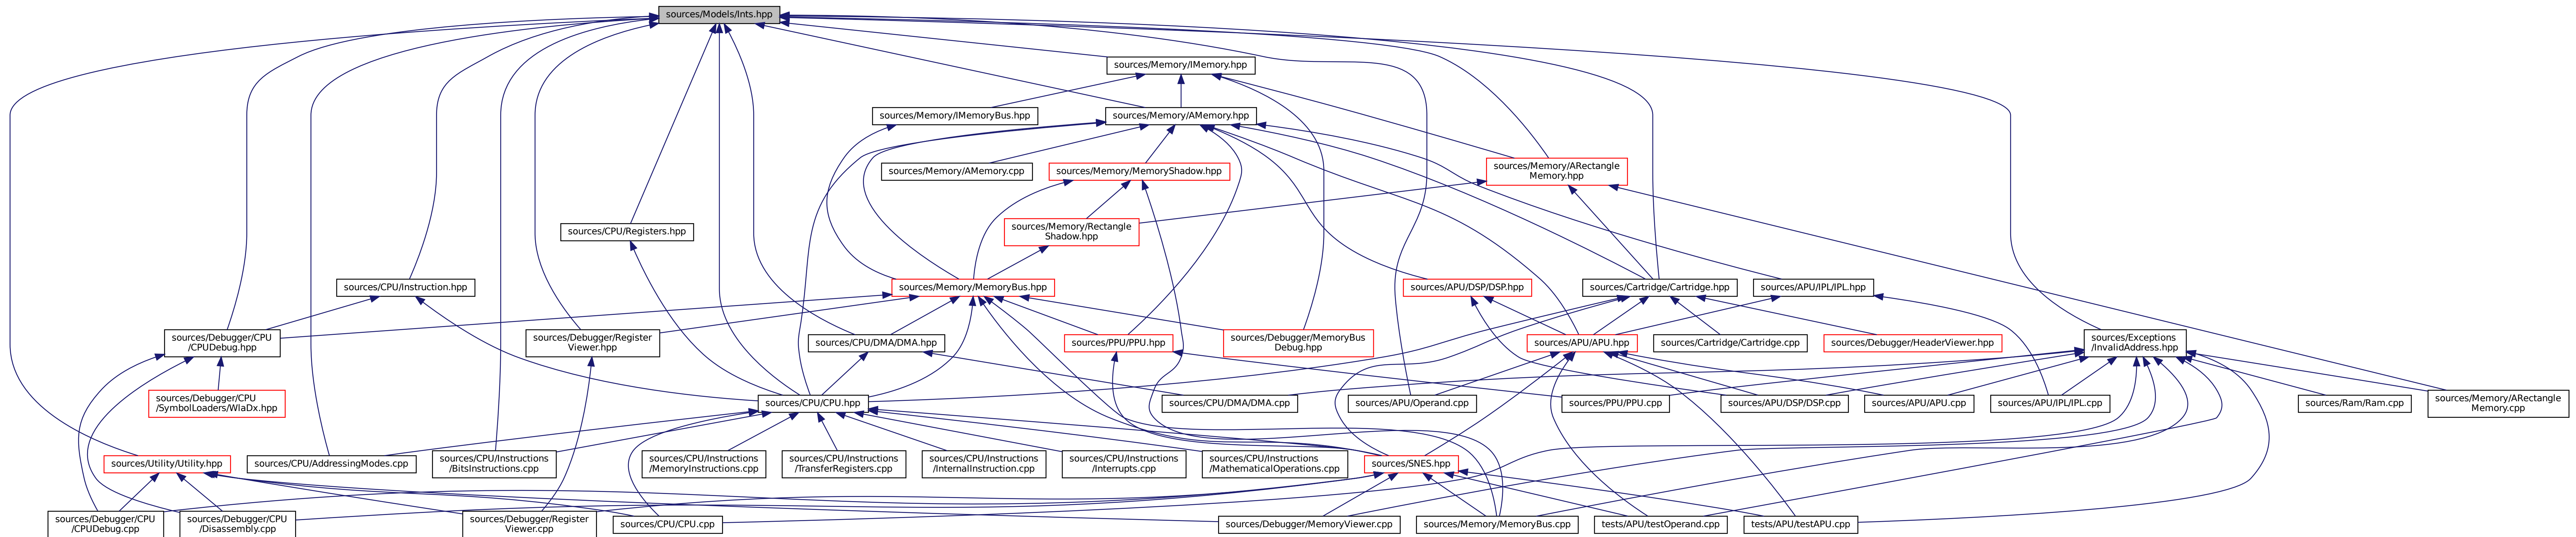 sources/Models/Ints.hpp
sources/Memory/IMemory.hpp
sources/Memory/IMemoryBus.hpp
sources/Memory/AMemory.hpp
sources/Memory/AMemory.cpp
sources/Memory/MemoryShadow.hpp
sources/Memory/ARectangle
Memory.hpp
sources/CPU/Registers.hpp
sources/Memory/Rectangle
Shadow.hpp
sources/CPU/Instruction.hpp
sources/Memory/MemoryBus.hpp
sources/APU/DSP/DSP.hpp
sources/Cartridge/Cartridge.hpp
sources/APU/IPL/IPL.hpp
sources/Debugger/CPU
/CPUDebug.hpp
sources/Debugger/Register
Viewer.hpp
sources/CPU/DMA/DMA.hpp
sources/PPU/PPU.hpp
sources/Debugger/MemoryBus
Debug.hpp
sources/APU/APU.hpp
sources/Cartridge/Cartridge.cpp
sources/Debugger/HeaderViewer.hpp
sources/Exceptions
/InvalidAddress.hpp
sources/Debugger/CPU
/SymbolLoaders/WlaDx.hpp
sources/CPU/CPU.hpp
sources/CPU/DMA/DMA.cpp
sources/APU/Operand.cpp
sources/PPU/PPU.cpp
sources/APU/DSP/DSP.cpp
sources/APU/APU.cpp
sources/APU/IPL/IPL.cpp
sources/Ram/Ram.cpp
sources/Memory/ARectangle
Memory.cpp
sources/Utility/Utility.hpp
sources/CPU/AddressingModes.cpp
sources/CPU/Instructions
/BitsInstructions.cpp
sources/CPU/Instructions
/MemoryInstructions.cpp
sources/CPU/Instructions
/TransferRegisters.cpp
sources/CPU/Instructions
/InternalInstruction.cpp
sources/CPU/Instructions
/Interrupts.cpp
sources/CPU/Instructions
/MathematicalOperations.cpp
sources/SNES.hpp
sources/Debugger/CPU
/CPUDebug.cpp
sources/Debugger/CPU
/Disassembly.cpp
sources/Debugger/Register
Viewer.cpp
sources/CPU/CPU.cpp
sources/Debugger/MemoryViewer.cpp
sources/Memory/MemoryBus.cpp
tests/APU/testOperand.cpp
tests/APU/testAPU.cpp